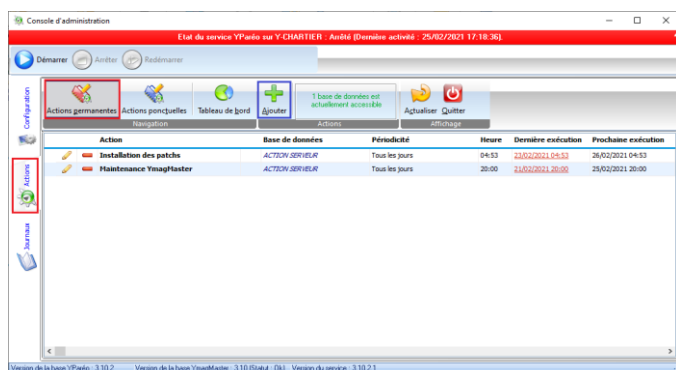 Console d'administration
Etat du service YParéo sur Y-CHARTIER : Arrêté (Dernière activité : 25/02/2021 17:18:36).
Démarrer Arrêter Redémarrer
Configuration
Actions
Journaux
Actions permanentes Actions ponctuelles Tableau de bord Ajouter 1 base de données est actuellement accessible Actualiser Quitter
Navigation Actions Affichage
Action Base de données Périodicité Heure Dernière exécution Prochaine exécution
Installation des patchs ACTION SERVEUR Tous les jours 04:53 23/02/2021 04:53 26/02/2021 04:53
Maintenance YmagMaster ACTION SERVEUR Tous les jours 20:00 21/02/2021 20:00 25/02/2021 20:00
Version de la base YParéo : 3.10.2 Version de la base YmagMaster : 3.10 (Statut : Ok) Version du service : 3.10.2.1